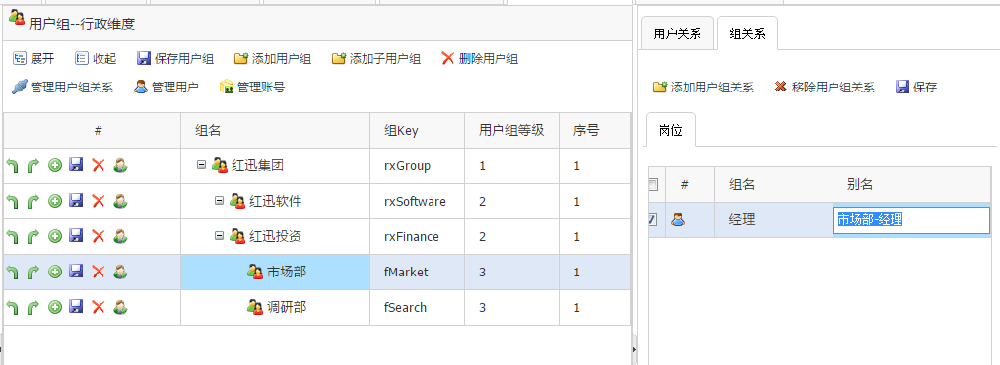 用户组--行政维度
展开 收起 保存用户组 添加用户组 添加子用户组 删除用户组
管理用户组关系 管理用户 管理账号
# 组名 组Key 用户组等级 序号
红迅集团 rxGroup 1 1
红迅软件 rxSoftware 2 1
红迅投资 rxFinance 2 1
市场部 fMarket 3 1
调研部 fSearch 3 1
用户关系 组关系
添加用户组关系 移除用户组关系 保存
岗位
# 组名 别名
经理 市场部-经理